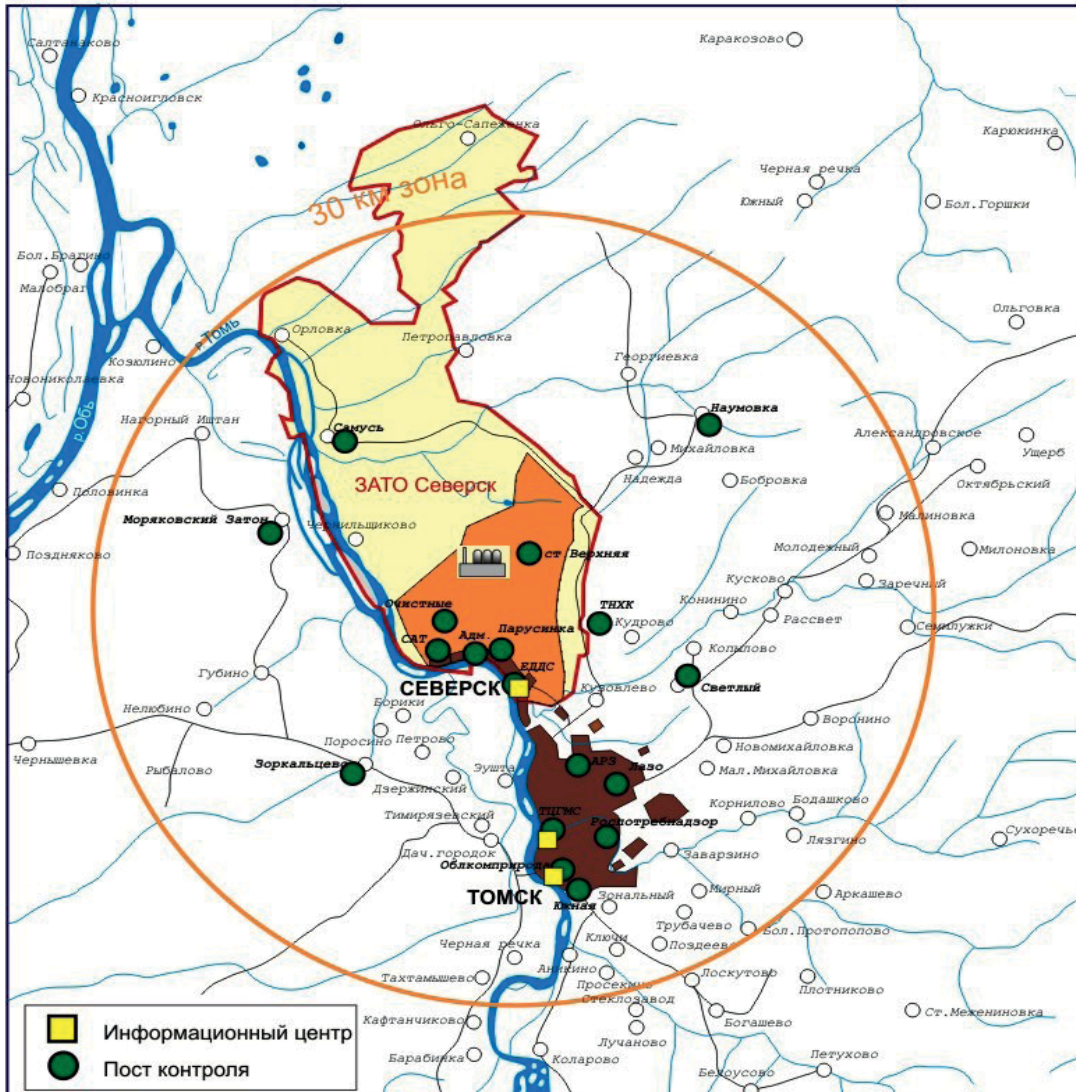 Каракозово
Салтанаково
Красноигловск
Ольго-Сапеженка
Карюкинка
Черная речка
Южный
Бол.Горшки
30 км зона
Бол.Брагино
Малобраг
Ольговка
р.Томь
Орловка
Петропавловка
Козюлино
Георгиевка
Новониколаевка
р.Обь
Нагорный Иштан
Самусь
Наумовка
Александровское
Михайловка
Ущерб
Надежда
Бобровка
Октябрьский
ЗАТО Северск
Половинка
Моряковский Затон
Чернильщиково
Малиновка
Поздняково
ст Верхняя
Молодежный
Милоновка
Кусково
Заречный
Очистные
ТНХК
Конинино
Кудрово
Рассвет
Семилужки
САТ
Адм.
Парусинка
Копылово
ЕДДС
Губино
СЕВЕРСК
Кузовлево
Светлый
Нелюбино
Борики
Воронино
Поросино
Петрово
Новомихайловка
Чернышевка
Рыбалово
Зоркальцево
Эушта
АРЗ
Лазо
Мал.Михайловка
Дзержинский
Тимирязевский
ТЦГМС
Роспотребнадзор
Корнилово
Бодашково
Лязгино
Сухоречье
Дач.городок
Заварзино
Облкомприрода
ТОМСК
Южная
Зональный
Мирный
Аркашево
Трубачево
Бол.Протопопово
Черная речка
Ключи
Поздеево
Тахтамышево
Аникино
Просекино
Лоскутово
Плотниково
Стеклозавод
Кафтанчиково
Богашево
Ст.Межениновка
Лучаново
Барабинка
Коларово
Петухово
Белоусово
Информационный центр
Пост контроля